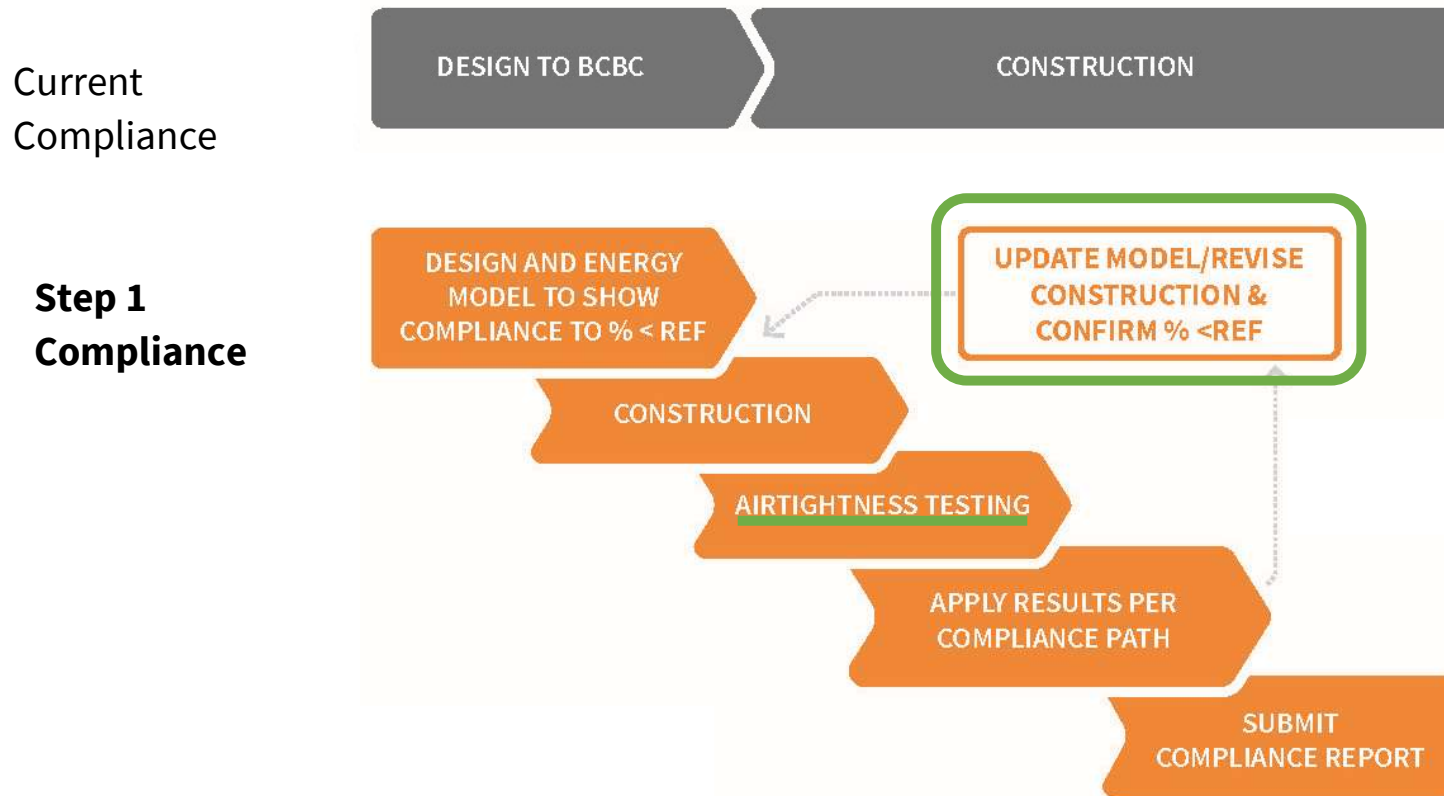 Current
Compliance
DESIGN TO BCBC
CONSTRUCTION
Step 1
Compliance
DESIGN AND ENERGY
MODEL TO SHOW
COMPLIANCE TO % < REF
UPDATE MODEL/REVISE
CONSTRUCTION &
CONFIRM % <REF
CONSTRUCTION
AIRTIGHTNESS TESTING
APPLY RESULTS PER
COMPLIANCE PATH
SUBMIT
COMPLIANCE REPORT